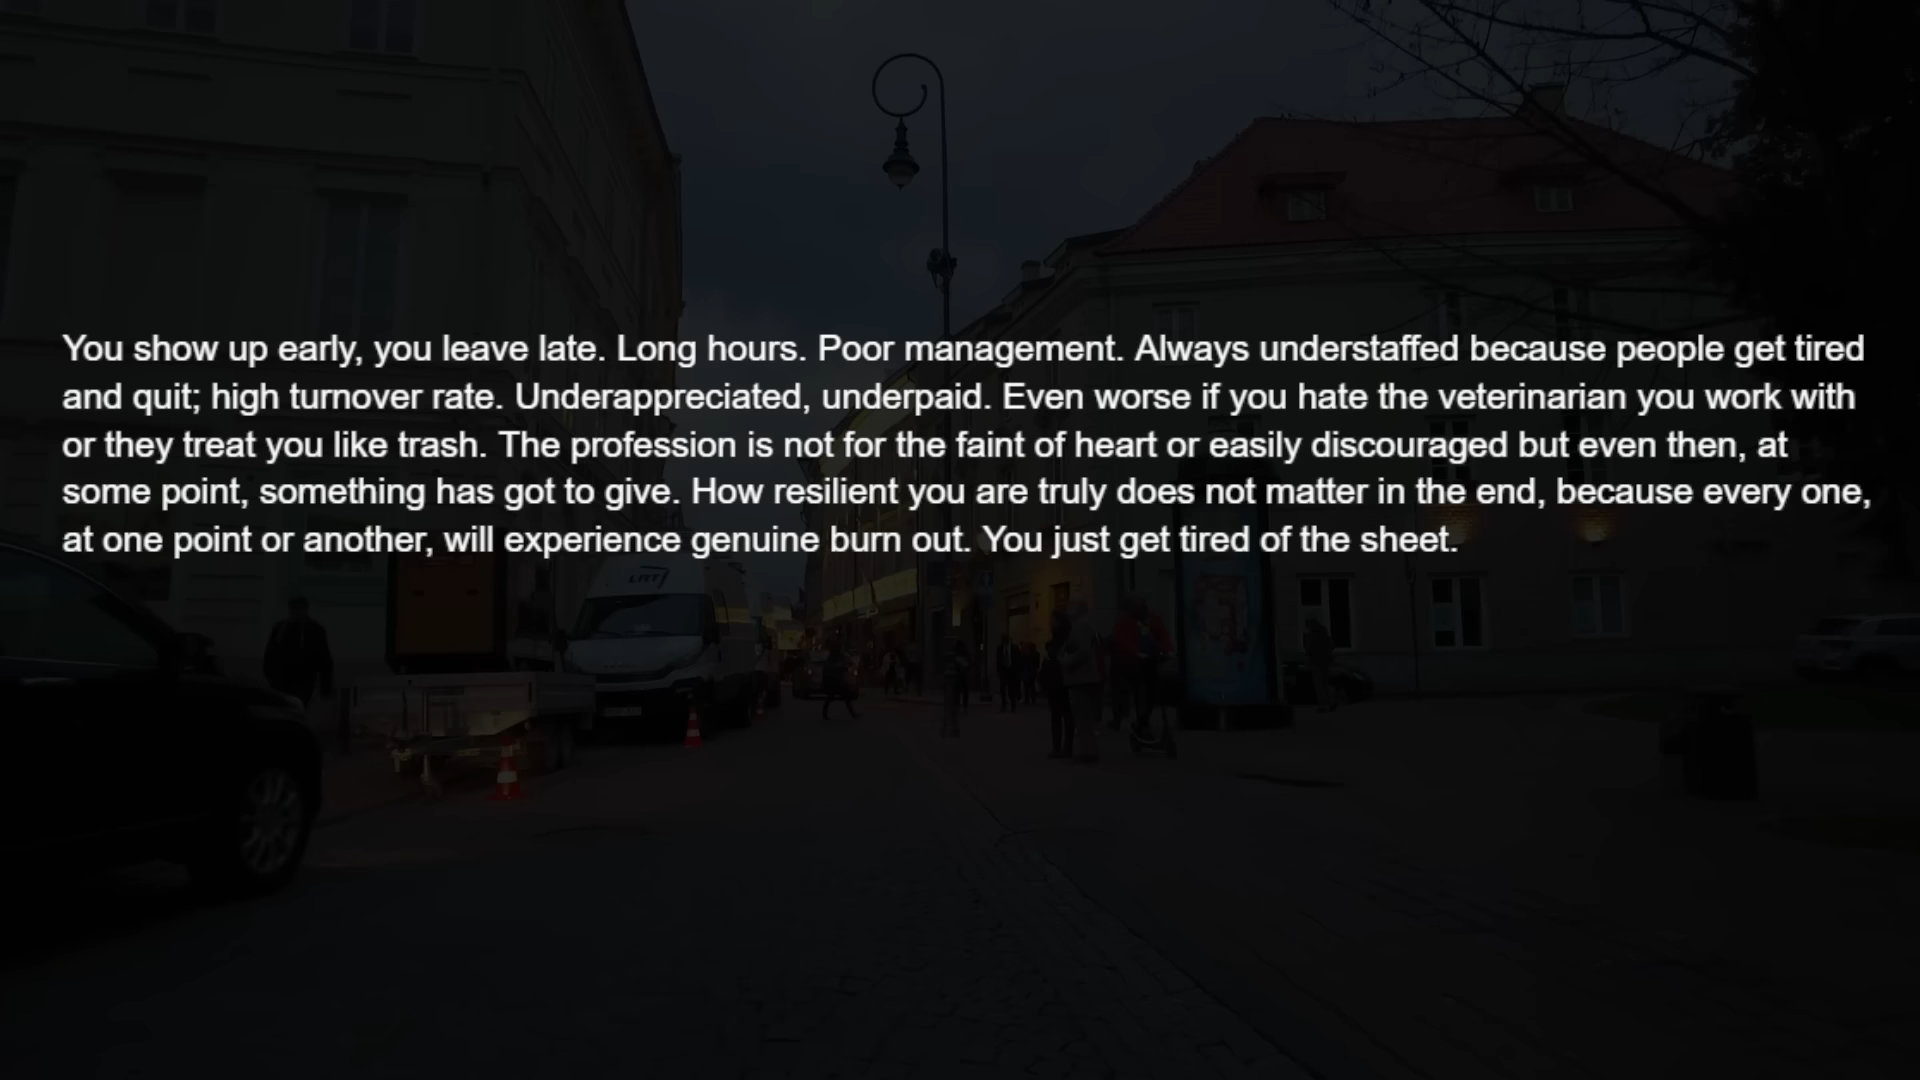 You show up early, you leave late. Long hours. Poor management. Always understaffed because people get tired
and quit; high turnover rate. Underappreciated, underpaid. Even worse if you hate the veterinarian you work with
or they treat you like trash. The profession is not for the faint of heart or easily discouraged but even then, at
some point, something has got to give. How resilient you are truly does not matter in the end, because every one,
at one point or another, will experience genuine burn out. You just get tired of the sheet.
LRT